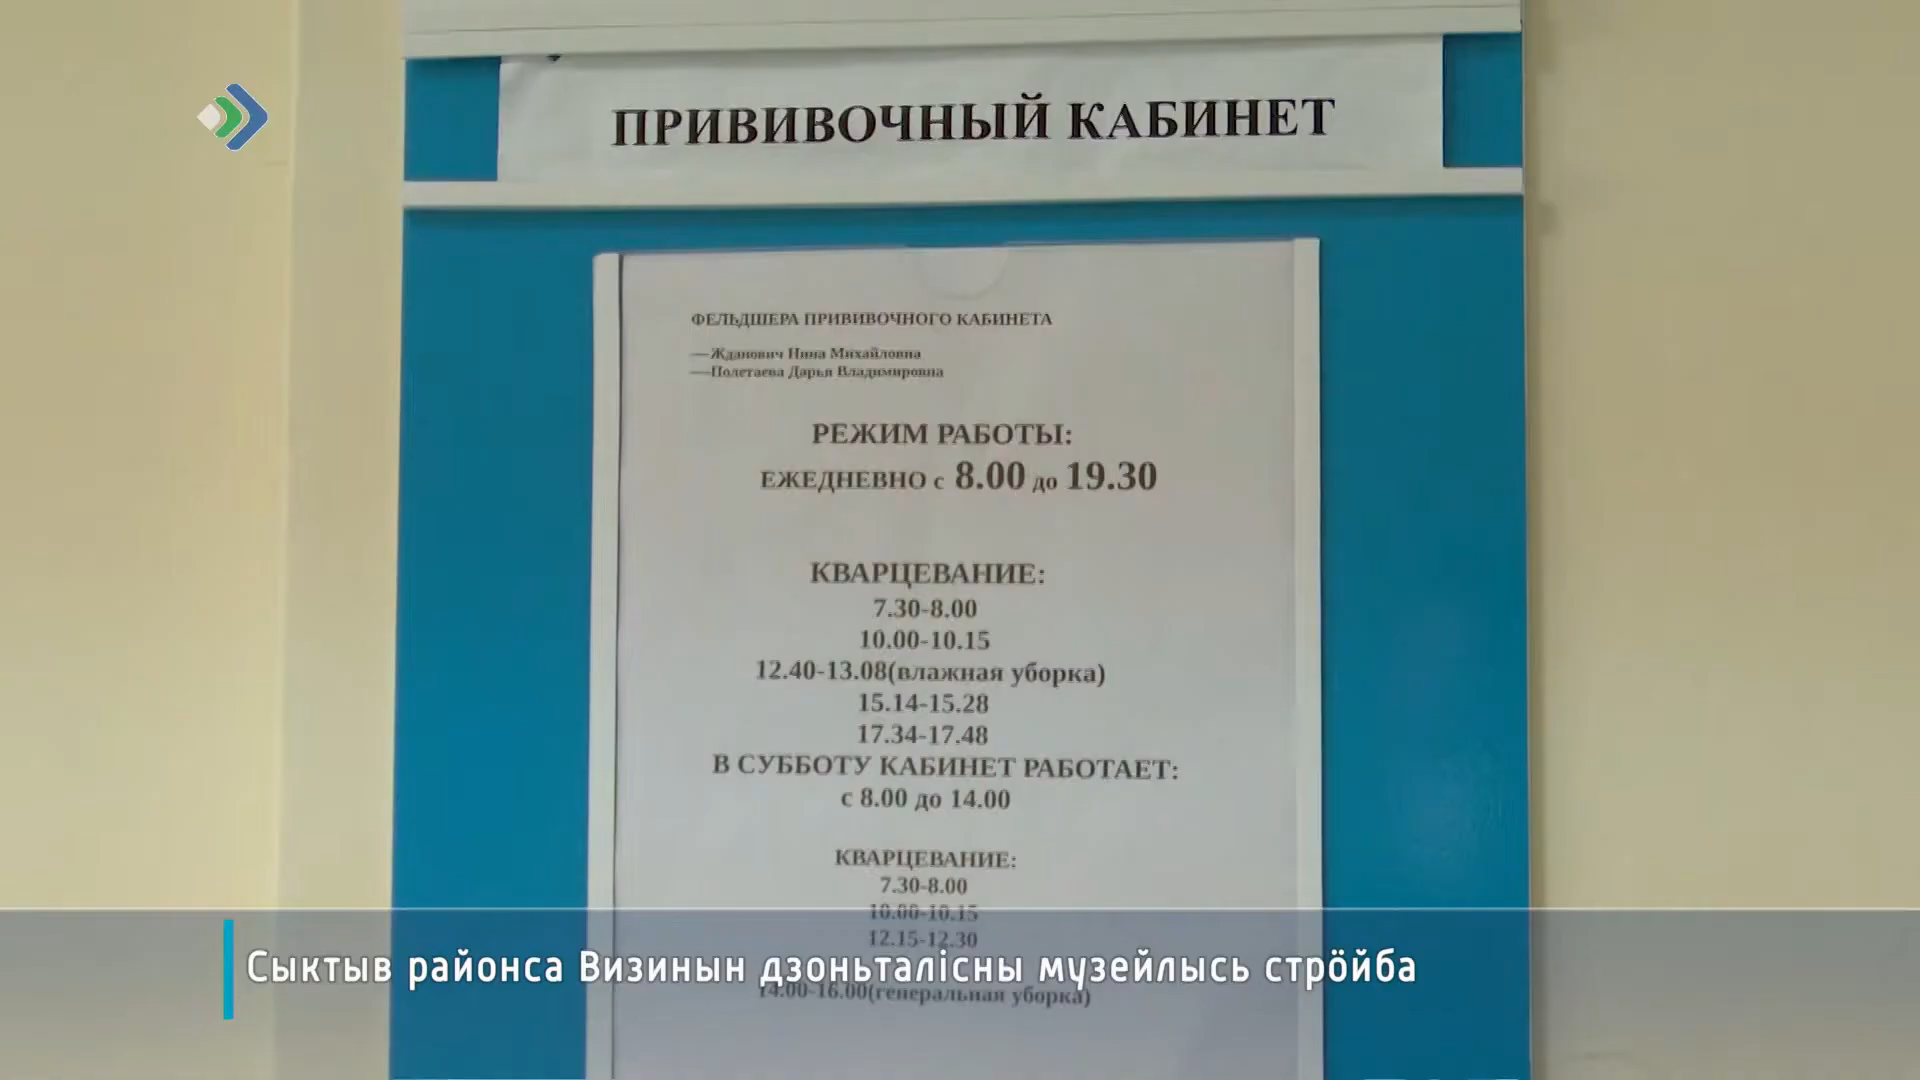 ПРИВИВОЧНЫЙ КАБИНЕТ
ФЕЛЬДШЕРА ПРИВИВОЧНОГО КАБИНЕТА
—Жданович Нина Михайловна
—Полетаева Дарья Владимировна
РЕЖИМ РАБОТЫ:
ЕЖЕДНЕВНО с 8.00 до 19.30
КВАРЦЕВАНИЕ:
7.30-8.00
10.00-10.15
12.40-13.08(влажная уборка)
15.14-15.28
17.34-17.48
В СУББОТУ КАБИНЕТ РАБОТАЕТ:
с 8.00 до 14.00
КВАРЦЕВАНИЕ:
7.30-8.00
10.00-10.15
12.15-12.30
Сыктыв районса Визинын дзоньталісны музейлысь стрӧйба
14.00-16.00(генеральная уборка)